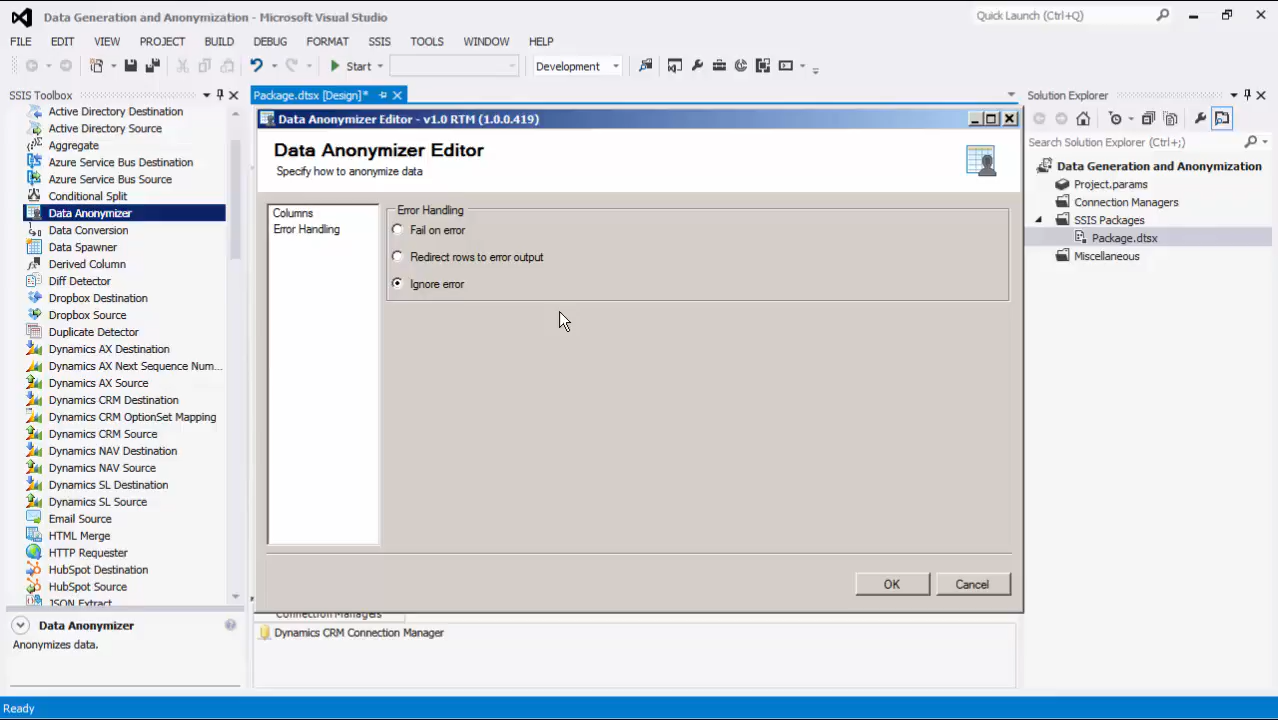 Data Generation and Anonymization - Microsoft Visual Studio
Quick Launch (Ctrl+Q)
FILE EDIT VIEW PROJECT BUILD DEBUG FORMAT SSIS TOOLS WINDOW HELP
Start
Development
SSIS Toolbox
Active Directory Destination
Active Directory Source
Aggregate
Azure Service Bus Destination
Azure Service Bus Source
Conditional Split
Data Anonymizer
Data Conversion
Data Spawner
Derived Column
Diff Detector
Dropbox Destination
Dropbox Source
Duplicate Detector
Dynamics AX Destination
Dynamics AX Next Sequence Num...
Dynamics AX Source
Dynamics CRM Destination
Dynamics CRM OptionSet Mapping
Dynamics CRM Source
Dynamics NAV Destination
Dynamics NAV Source
Dynamics SL Destination
Dynamics SL Source
Email Source
HTML Merge
HTTP Requester
HubSpot Destination
HubSpot Source
JSON Extract
Data Anonymizer
Anonymizes data.
Package.dtsx [Design]*
Data Anonymizer Editor - v1.0 RTM (1.0.0.419)
Data Anonymizer Editor
Specify how to anonymize data
Columns
Error Handling
Error Handling
Fail on error
Redirect rows to error output
Ignore error
OK
Cancel
Connection Managers
Dynamics CRM Connection Manager
Solution Explorer
Search Solution Explorer (Ctrl+;)
Data Generation and Anonymization
Project.params
Connection Managers
SSIS Packages
Package.dtsx
Miscellaneous
Ready